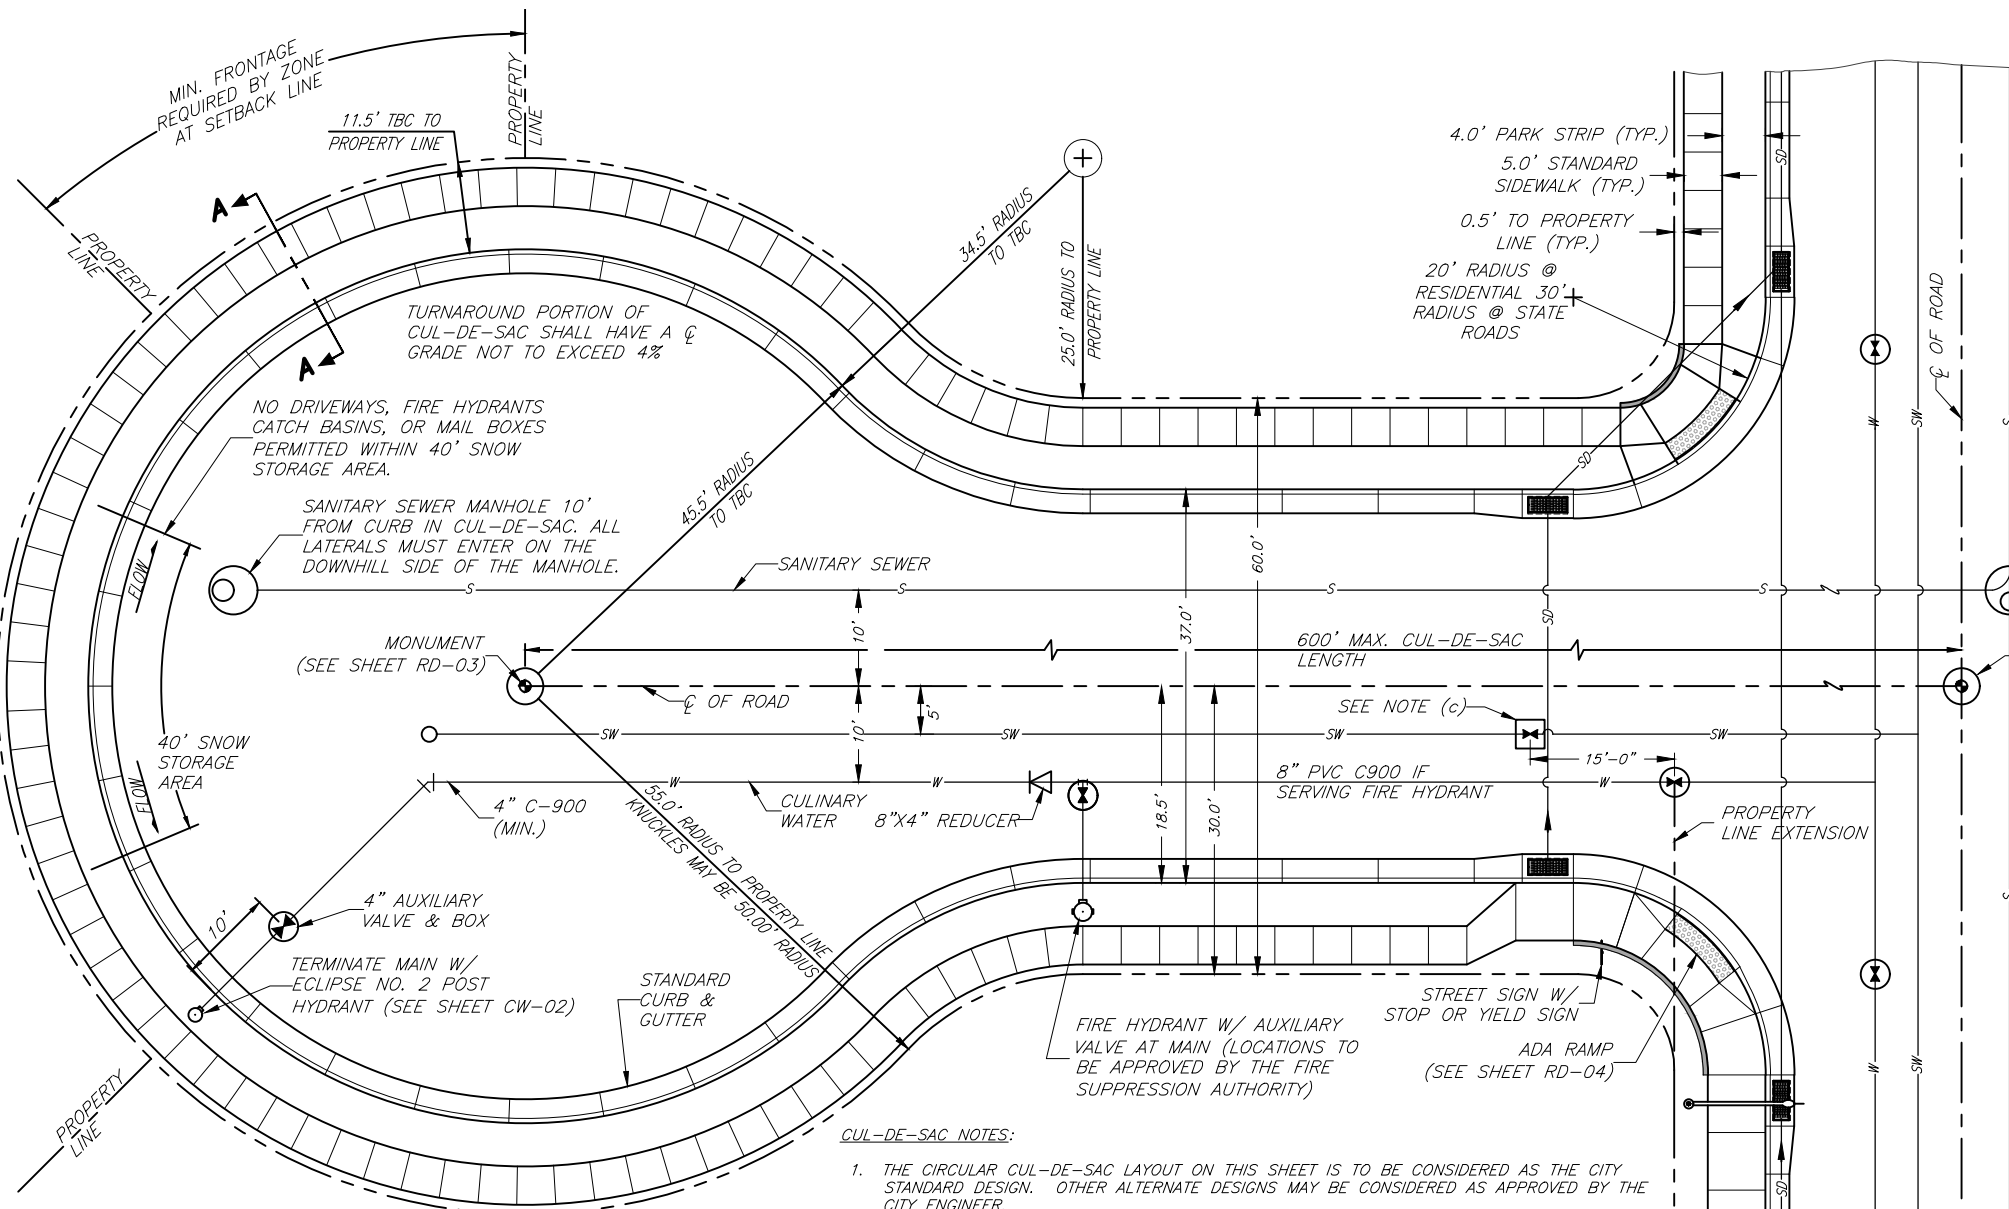 MIN. FRONTAGE
REQUIRED BY ZONE
AT SETBACK LINE
PROPERTY
LINE
11.5' TBC TO
PROPERTY LINE
A
A
PROPERTY
LINE
TURNAROUND PORTION OF
CUL-DE-SAC SHALL HAVE A ℄
GRADE NOT TO EXCEED 4%
34.5' RADIUS
TO TBC
25.0' RADIUS TO
PROPERTY LINE
4.0' PARK STRIP (TYP.)
5.0' STANDARD
SIDEWALK (TYP.)
0.5' TO PROPERTY
LINE (TYP.)
20' RADIUS @
RESIDENTIAL 30'
RADIUS @ STATE
ROADS
SD
℄ OF ROAD
W
SW
S
SD
NO DRIVEWAYS, FIRE HYDRANTS
CATCH BASINS, OR MAIL BOXES
PERMITTED WITHIN 40' SNOW
STORAGE AREA.
SANITARY SEWER MANHOLE 10'
FROM CURB IN CUL-DE-SAC. ALL
LATERALS MUST ENTER ON THE
DOWNHILL SIDE OF THE MANHOLE.
45.5' RADIUS
TO TBC
FLOW
SANITARY SEWER
S
S
S
S
60.0'
37.0'
10'
SD
MONUMENT
(SEE SHEET RD-03)
600' MAX. CUL-DE-SAC
LENGTH
℄ OF ROAD
5'
10'
SEE NOTE (c)
SW
SW
SW
SW
40' SNOW
STORAGE
AREA
FLOW
15'-0"
W
W
W
4" C-900
(MIN.)
CULINARY
WATER
8"X4" REDUCER
8" PVC C900 IF
SERVING FIRE HYDRANT
18.5'
30.0'
PROPERTY
LINE EXTENSION
55.0' RADIUS TO PROPERTY LINE
KNUCKLES MAY BE 50.00' RADIUS
4" AUXILIARY
VALVE & BOX
10'
TERMINATE MAIN W/
ECLIPSE NO. 2 POST
HYDRANT (SEE SHEET CW-02)
STANDARD
CURB &
GUTTER
STREET SIGN W/
STOP OR YIELD SIGN
FIRE HYDRANT W/ AUXILIARY
VALVE AT MAIN (LOCATIONS TO
BE APPROVED BY THE FIRE
SUPPRESSION AUTHORITY)
ADA RAMP
(SEE SHEET RD-04)
S
W
SW
SD
PROPERTY
LINE
CUL-DE-SAC NOTES:
1. THE CIRCULAR CUL-DE-SAC LAYOUT ON THIS SHEET IS TO BE CONSIDERED AS THE CITY
STANDARD DESIGN. OTHER ALTERNATE DESIGNS MAY BE CONSIDERED AS APPROVED BY THE
CITY ENGINEER